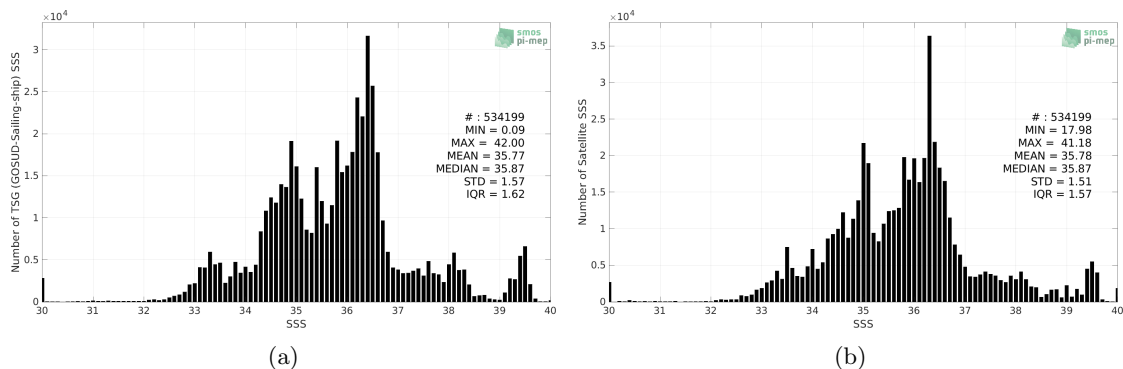 ×10⁴
3
2.5
2
1.5
1
0.5
0
Number of TSG (GOSUD-Sailing-ship) SSS
smos
pi-mep
# : 534199
MIN = 0.09
MAX = 42.00
MEAN = 35.77
MEDIAN = 35.87
STD = 1.57
IQR = 1.62
30 31 32 33 34 35 36 37 38 39 40
SSS
(a)
×10⁴
3.5
3
2.5
2
1.5
1
0.5
0
Number of Satellite SSS
smos
pi-mep
# : 534199
MIN = 17.98
MAX = 41.18
MEAN = 35.78
MEDIAN = 35.87
STD = 1.51
IQR = 1.57
30 31 32 33 34 35 36 37 38 39 40
SSS
(b)